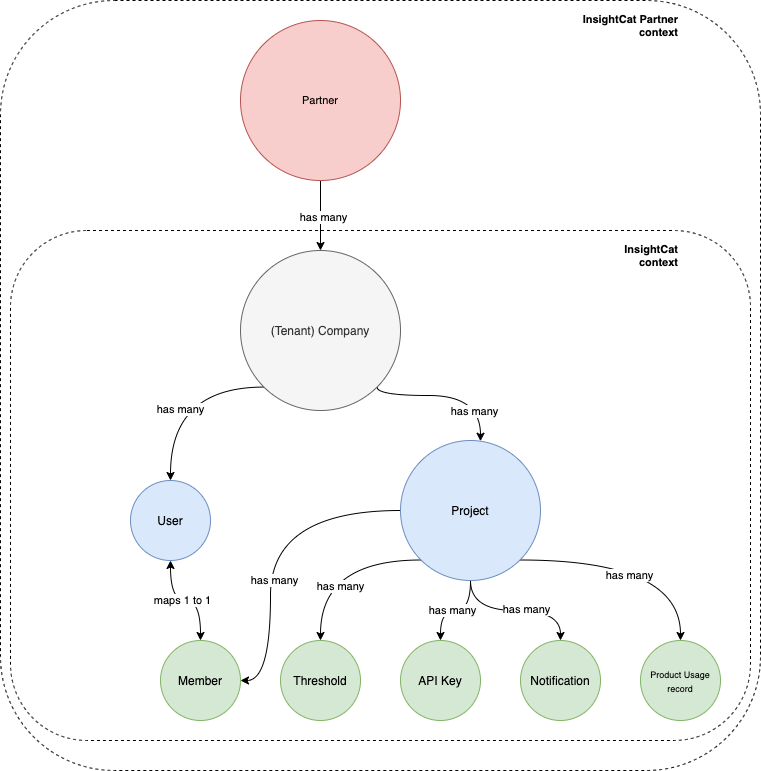 InsightCat Partner
context
Partner
has many
InsightCat
context
(Tenant) Company
has many
has many
User
Project
has many
has many
has many
has many
has many
maps 1 to 1
Member
Threshold
API Key
Notification
Product Usage
record